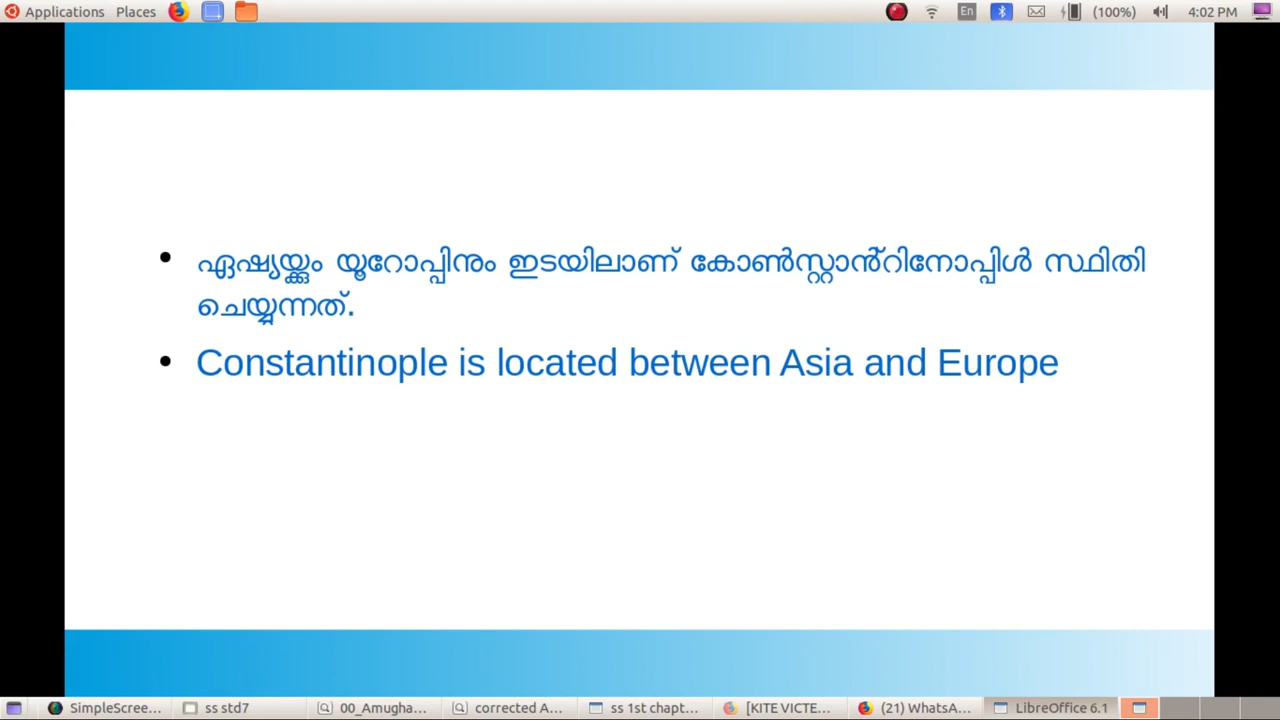 Applications Places En (100%) 4:02 PM
ഏഷ്യയ്ക്കും യൂറോപ്പിനും ഇടയിലാണ് കോൺസ്റ്റാൻ്റിനോപ്പിൾ സ്ഥിതി
ചെയ്യുന്നത്.
Constantinople is located between Asia and Europe
SimpleScree... ss std7 00_Amugha... corrected A... ss 1st chapt... [KITE VICTE... (21) WhatsA... LibreOffice 6.1